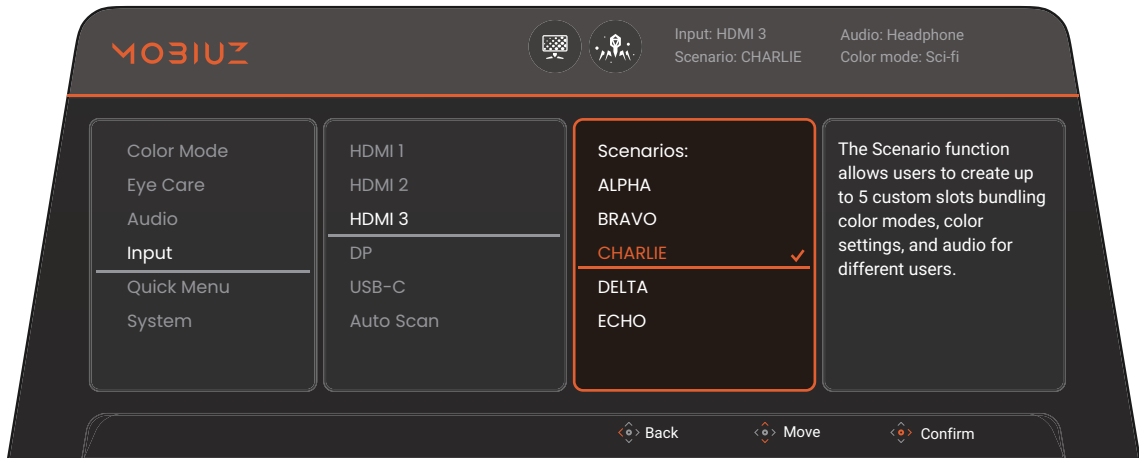 MOBIUZ
Input: HDMI 3
Scenario: CHARLIE
Audio: Headphone
Color mode: Sci-fi
Color Mode
Eye Care
Audio
Input
Quick Menu
System
HDMI 1
HDMI 2
HDMI 3
DP
USB-C
Auto Scan
Scenarios:
ALPHA
BRAVO
CHARLIE
DELTA
ECHO
The Scenario function
allows users to create up
to 5 custom slots bundling
color modes, color
settings, and audio for
different users.
Back
Move
Confirm